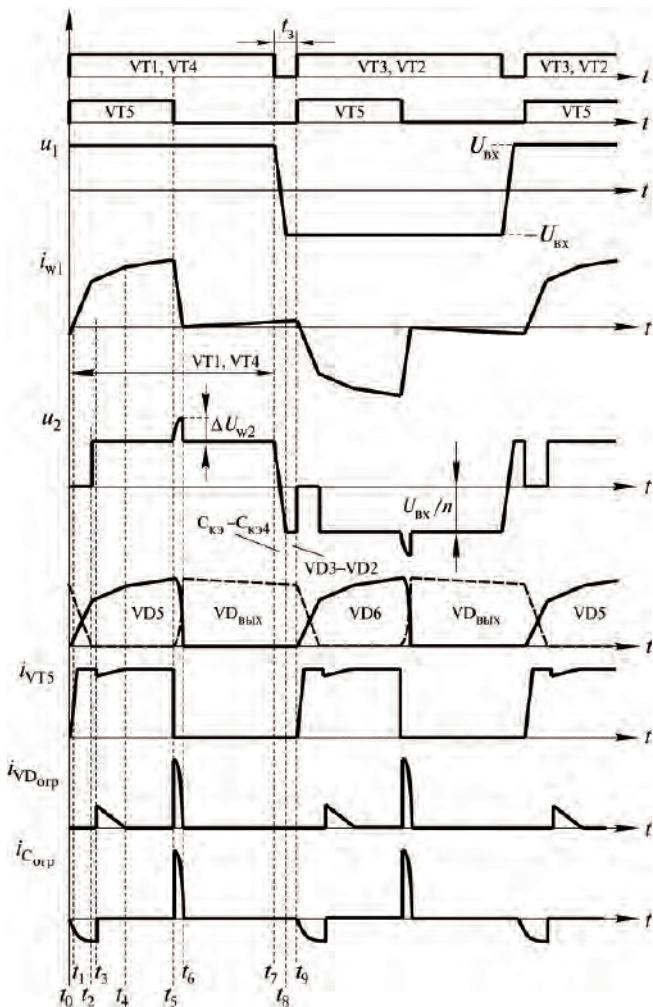 t₃
VT1, VT4
VT3, VT2
VT3, VT2
t
VT5
VT5
VT5
t
u₁
Uвх
t
−Uвх
iw1
t
VT1, VT4
u₂
ΔUw2
t
Uвх/n
Cкэ–Cкэ4
VD3–VD2
VD5
VDвых
VD6
VDвых
VD5
t
iVT5
t
iVDогр
t
iCогр
t
t₁ t₃ t₆ t₇ t₉
t₀ t₂ t₄ t₅ t₈